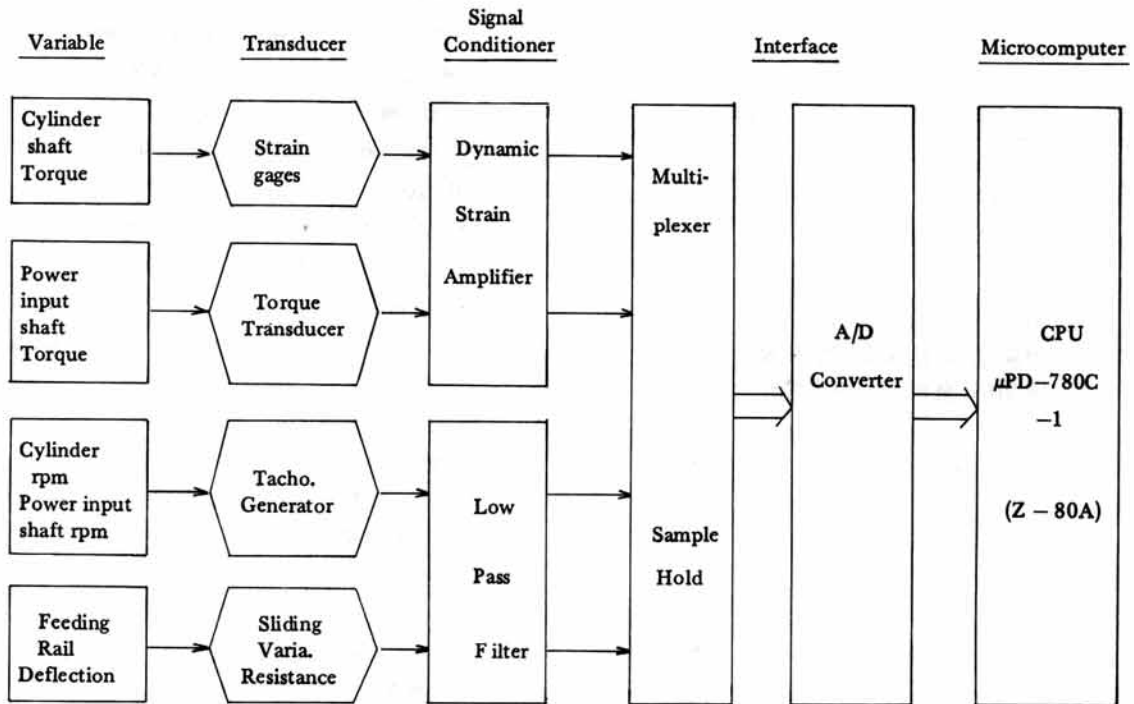 Variable
Transducer
Signal
Conditioner
Interface
Microcomputer
Cylinder
shaft
Torque
Strain
gages
Dynamic
Strain
Amplifier
Power
input
shaft
Torque
Torque
Transducer
Cylinder
rpm
Power input
shaft rpm
Tacho.
Generator
Low
Pass
Filter
Feeding
Rail
Deflection
Sliding
Varia.
Resistance
Multi-
plexer
Sample
Hold
A/D
Converter
CPU
μPD–780C
–1
(Z – 80A)